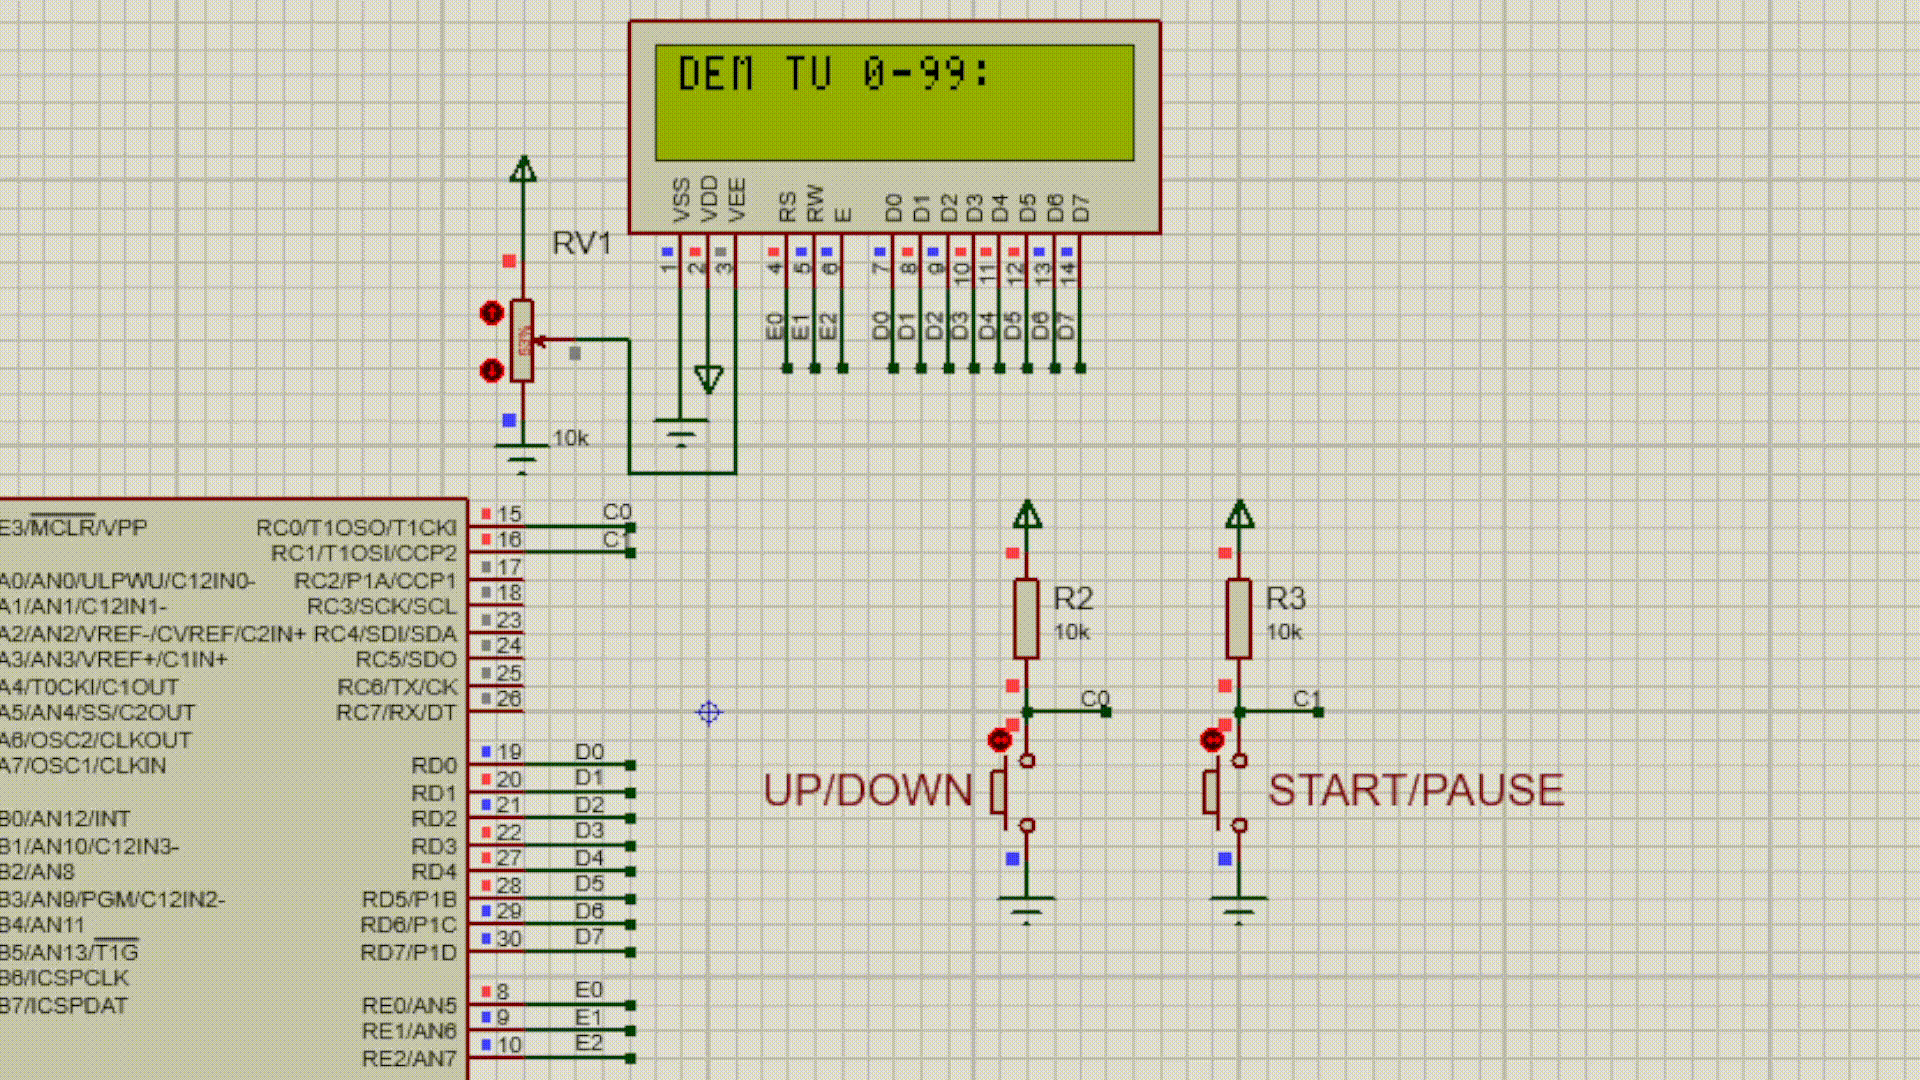 DEM TU 0-99:
VSS VDD VEE RS RW E D0 D1 D2 D3 D4 D5 D6 D7
1 2 3 4 5 6 7 8 9 10 11 12 13 14
E0 E1 E2 D0 D1 D2 D3 D4 D5 D6 D7
RV1
53%
10k
E3/MCLR/VPP RC0/T1OSO/T1CKI 15 C0
RC1/T1OSI/CCP2 16 C1
A0/AN0/ULPWU/C12IN0- RC2/P1A/CCP1 17
A1/AN1/C12IN1- RC3/SCK/SCL 18
A2/AN2/VREF-/CVREF/C2IN+ RC4/SDI/SDA 23
A3/AN3/VREF+/C1IN+ RC5/SDO 24
A4/T0CKI/C1OUT RC6/TX/CK 25
A5/AN4/SS/C2OUT RC7/RX/DT 26
A6/OSC2/CLKOUT
A7/OSC1/CLKIN RD0 19 D0
RD1 20 D1
B0/AN12/INT RD2 21 D2
B1/AN10/C12IN3- RD3 22 D3
B2/AN8 RD4 27 D4
B3/AN9/PGM/C12IN2- RD5/P1B 28 D5
B4/AN11 RD6/P1C 29 D6
B5/AN13/T1G RD7/P1D 30 D7
B6/ICSPCLK
B7/ICSPDAT RE0/AN5 8 E0
RE1/AN6 9 E1
RE2/AN7 10 E2
R2
10k
C0
UP/DOWN
R3
10k
C1
START/PAUSE